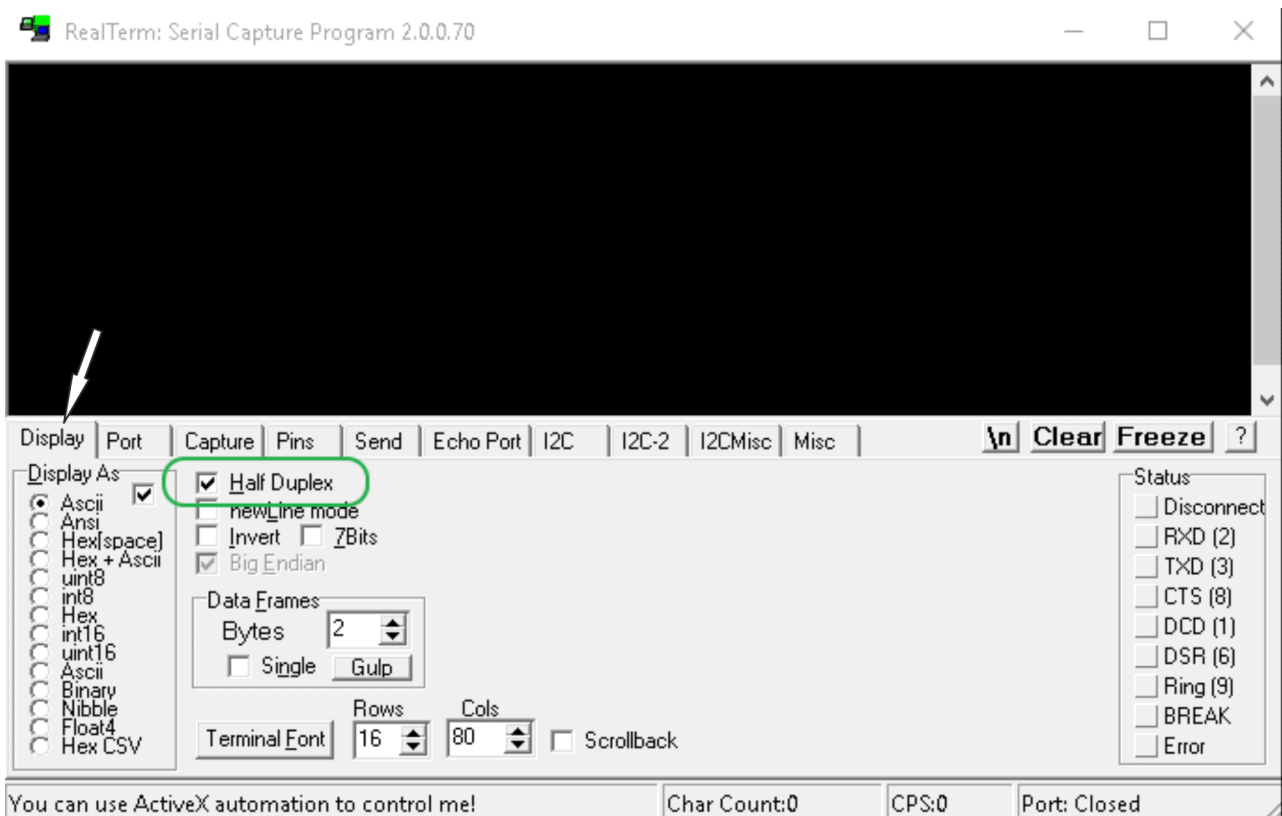 RealTerm: Serial Capture Program 2.0.0.70
Display Port Capture Pins Send Echo Port I2C I2C-2 I2CMisc Misc \n Clear Freeze ?
Display As
Ascii
Ansi
Hex[space]
Hex + Ascii
uint8
int8
Hex
int16
uint16
Ascii
Binary
Nibble
Float4
Hex CSV
Half Duplex
newLine mode
Invert 7Bits
Big Endian
Data Frames
Bytes 2
Single Gulp
Rows Cols
Terminal Font 16 80 Scrollback
Status
Disconnect
RXD (2)
TXD (3)
CTS (8)
DCD (1)
DSR (6)
Ring (9)
BREAK
Error
You can use ActiveX automation to control me! Char Count:0 CPS:0 Port: Closed